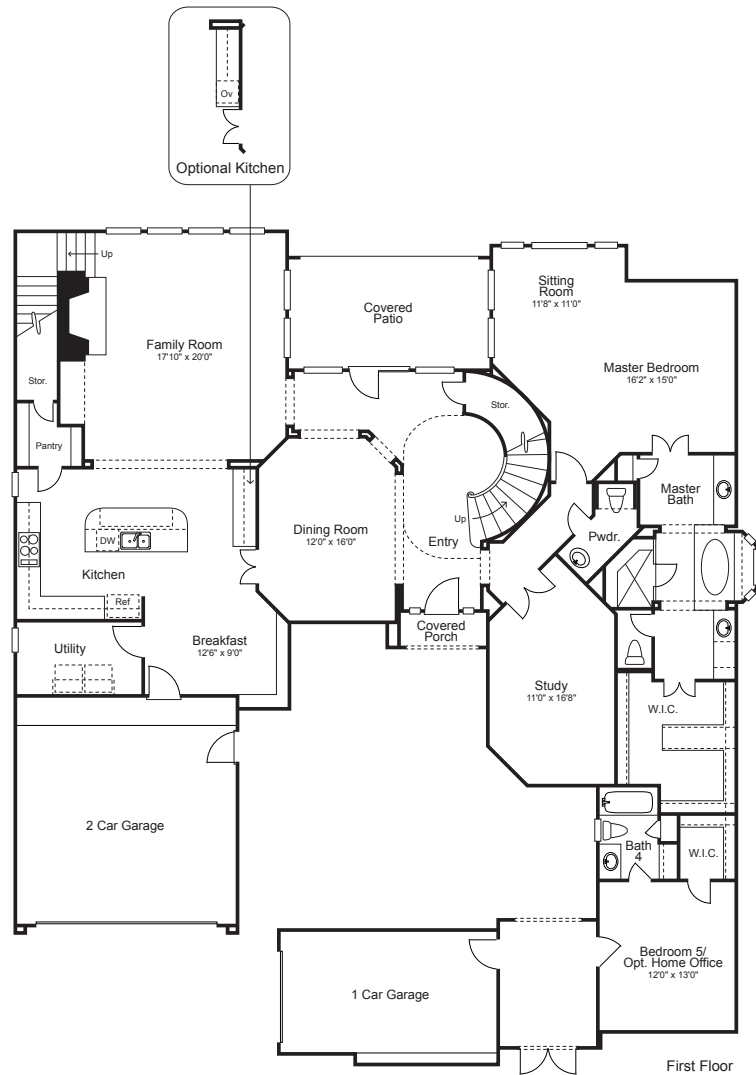 Ov
Optional Kitchen
Up
Sitting
Room
11'8" x 11'0"
Covered
Patio
Family Room
17'10" x 20'0"
Master Bedroom
16'2" x 15'0"
Stor.
Stor.
Pantry
Master
Bath
Up
Dining Room
12'0" x 16'0"
Entry
Pwdr.
DW
Kitchen
Ref
Covered
Porch
Utility
Breakfast
12'6" x 9'0"
Study
11'0" x 16'8"
W.I.C.
2 Car Garage
Bath
4
W.I.C.
Bedroom 5/
Opt. Home Office
12'0" x 13'0"
1 Car Garage
First Floor